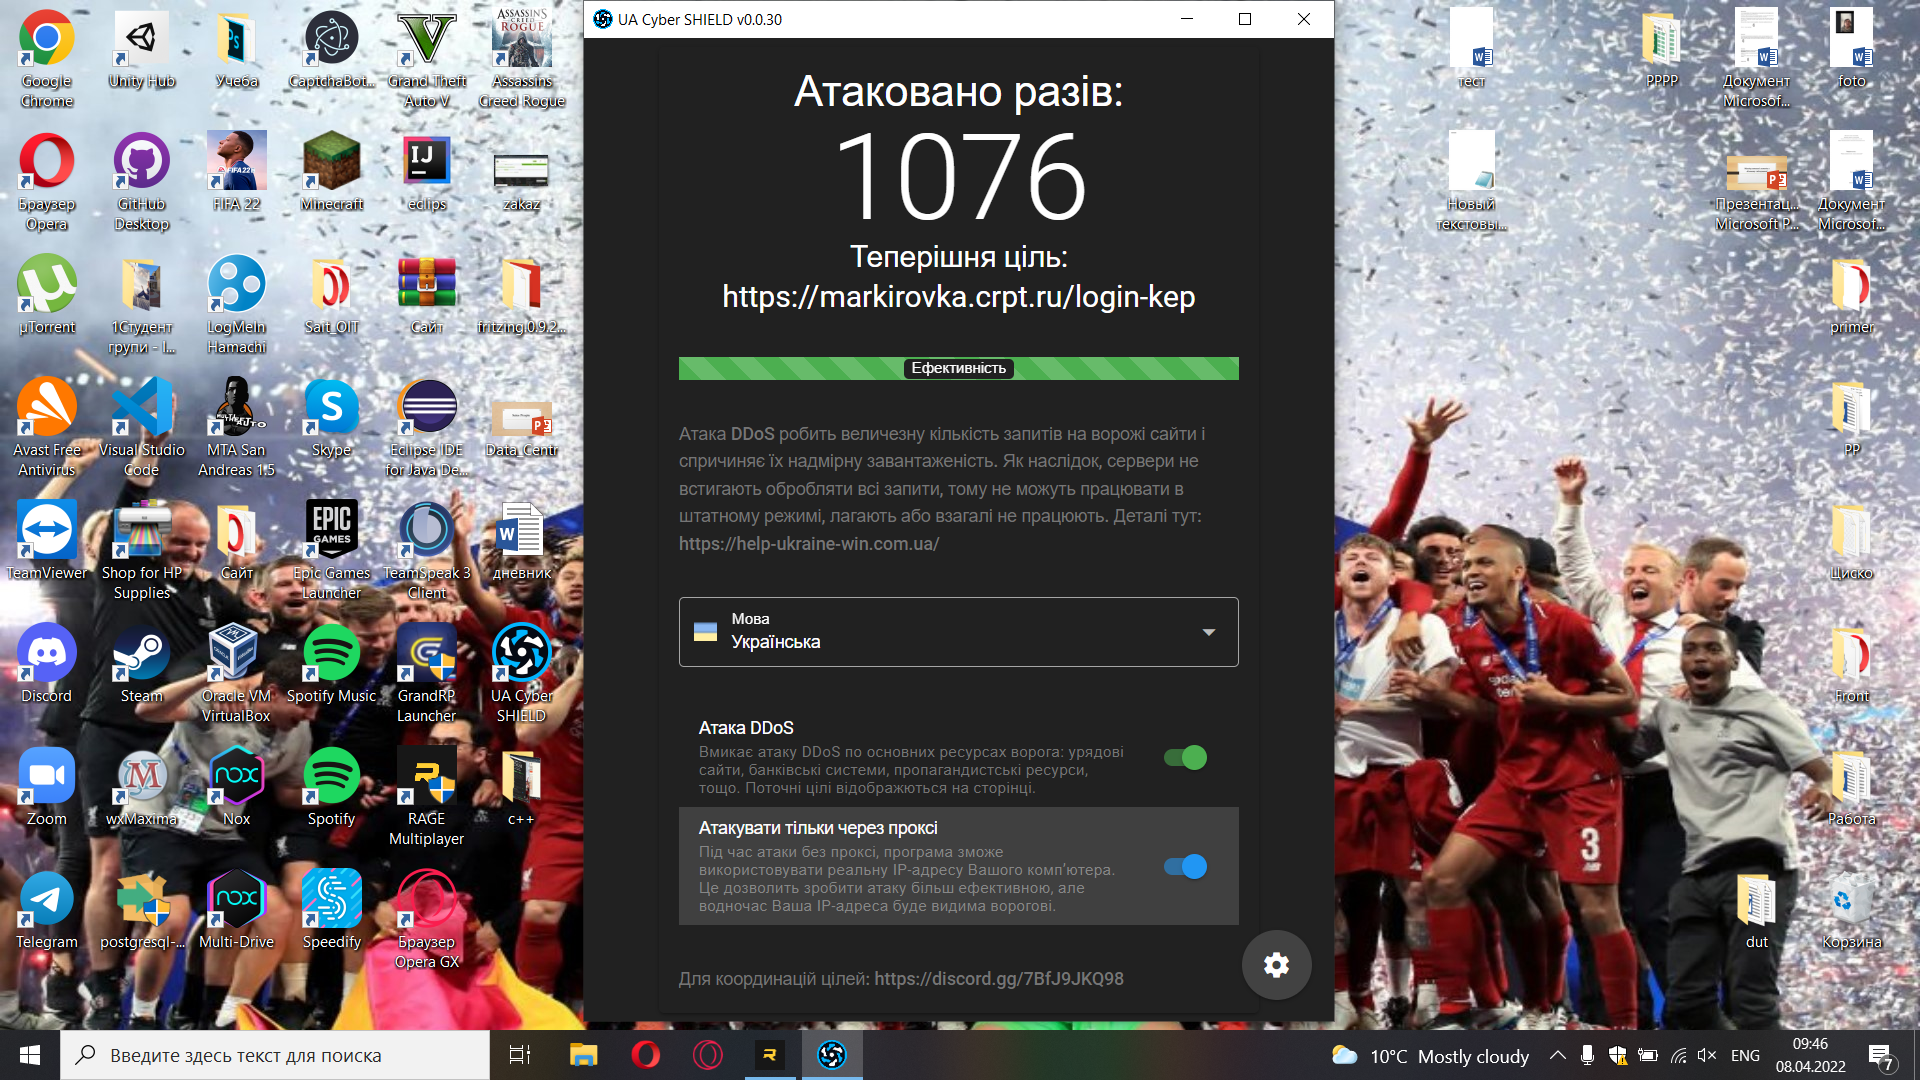 Google
Chrome
Unity Hub
Учеба
CaptchaBot...
Grand Theft
Auto V
Assassins
Creed Rogue
Браузер
Opera
GitHub
Desktop
FIFA 22
Minecraft
eclips
zakaz
µTorrent
1Студент
групи - І...
LogMeIn
Hamachi
Sait_OIT
Сайт
fritzing.0.9.2...
Avast Free
Antivirus
Visual Studio
Code
MTA San
Andreas 1.5
Skype
Eclipse IDE
for Java De...
Data_Centr
TeamViewer
Shop for HP
Supplies
Сайт
EPIC
GAMES
Epic Games
Launcher
TeamSpeak 3
Client
дневник
Discord
Steam
Oracle VM
VirtualBox
Spotify Music
GrandRP
Launcher
UA Cyber
SHIELD
Zoom
wxMaxima
Nox
Spotify
RAGE
Multiplayer
c++
Telegram
postgresql-...
Multi-Drive
Speedify
Браузер
Opera GX
UA Cyber SHIELD v0.0.30
Атаковано разів:
1076
Теперішня ціль:
https://markirovka.crpt.ru/login-kep
Ефективність
Атака DDoS робить величезну кількість запитів на ворожі сайти і
спричиняє їх надмірну завантаженість. Як наслідок, сервери не
встигають обробляти всі запити, тому не можуть працювати в
штатному режимі, лагають або взагалі не працюють. Деталі тут:
https://help-ukraine-win.com.ua/
Мова
Українська
Атака DDoS
Вмикає атаку DDoS по основних ресурсах ворога: урядові
сайти, банківські системи, пропагандистські ресурси,
тощо. Поточні цілі відображються на сторінці.
Атакувати тільки через проксі
Під час атаки без проксі, програма зможе
використовувати реальну IP-адресу Вашого комп’ютера.
Це дозволить зробити атаку більш ефективною, але
водночас Ваша IP-адреса буде видима ворогові.
Для координацій цілей: https://discord.gg/7BfJ9JKQ98
тест
РРРР
Документ
Microsof...
foto
Новый
текстовы...
Презентац...
Microsoft P...
Документ
Microsof...
primer
РР
Циско
Front
Работа
dut
Корзина
3
Введите здесь текст для поиска
10°C Mostly cloudy
ENG
09:46
08.04.2022
7